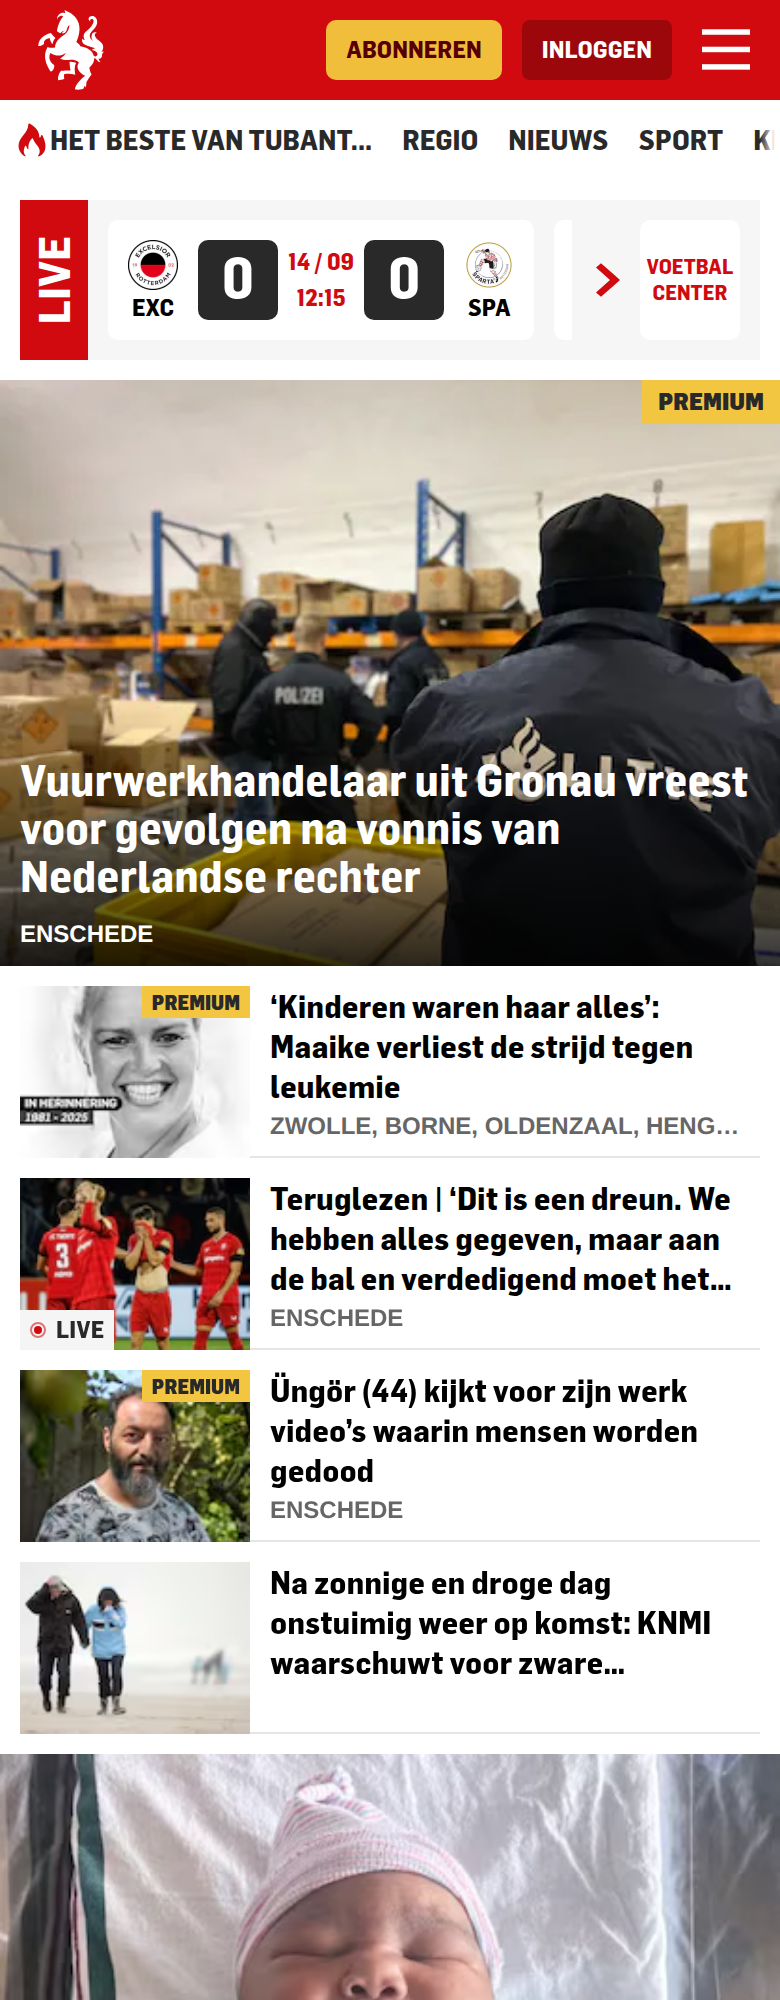 ABONNEREN
INLOGGEN
HET BESTE VAN TUBANT...
REGIO
NIEUWS
SPORT
LIVE
EXCELSIOR
ROTTERDAM
EXC
0
14 / 09
12:15
0
SPARTA
SPA
VOETBAL
CENTER
PREMIUM
POLIZEI
Vuurwerkhandelaar uit Gronau vreest
voor gevolgen na vonnis van
Nederlandse rechter
ENSCHEDE
PREMIUM
IN HERINNERING
1981 - 2025
‘Kinderen waren haar alles’:
Maaike verliest de strijd tegen
leukemie
ZWOLLE, BORNE, OLDENZAAL, HENG...
3
LIVE
Teruglezen | ‘Dit is een dreun. We
hebben alles gegeven, maar aan
de bal en verdedigend moet het...
ENSCHEDE
PREMIUM
Üngör (44) kijkt voor zijn werk
video’s waarin mensen worden
gedood
ENSCHEDE
Na zonnige en droge dag
onstuimig weer op komst: KNMI
waarschuwt voor zware...